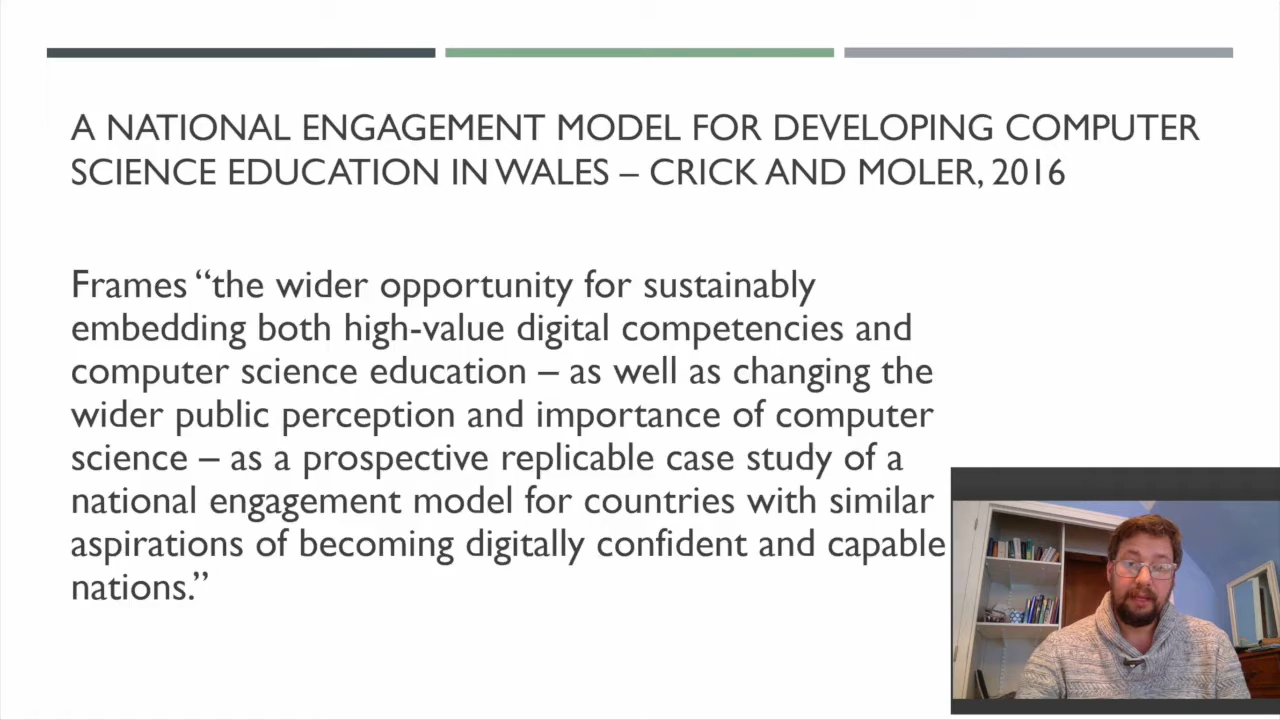 A NATIONAL ENGAGEMENT MODEL FOR DEVELOPING COMPUTER
SCIENCE EDUCATION IN WALES – CRICK AND MOLER, 2016
Frames “the wider opportunity for sustainably
embedding both high-value digital competencies and
computer science education – as well as changing the
wider public perception and importance of computer
science – as a prospective replicable case study of a
national engagement model for countries with similar
aspirations of becoming digitally confident and capable
nations.”